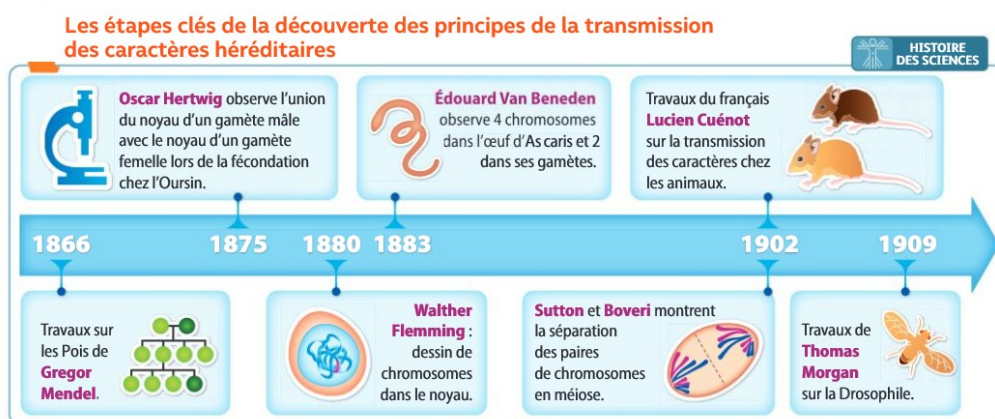 Les étapes clés de la découverte des principes de la transmission
des caractères héréditaires
HISTOIRE
DES SCIENCES
Oscar Hertwig observe l'union
du noyau d'un gamète mâle
avec le noyau d'un gamète
femelle lors de la fécondation
chez l'Oursin.
Édouard Van Beneden
observe 4 chromosomes
dans l'œuf d'As caris et 2
dans ses gamètes.
Travaux du français
Lucien Cuénot
sur la transmission
des caractères chez
les animaux.
1866
1875
1880
1883
1902
1909
Travaux sur
les Pois de
Gregor
Mendel.
Walther
Flemming :
dessin de
chromosomes
dans le noyau.
Sutton et Boveri montrent
la séparation
des paires
de chromosomes
en méiose.
Travaux de
Thomas
Morgan
sur la Drosophile.